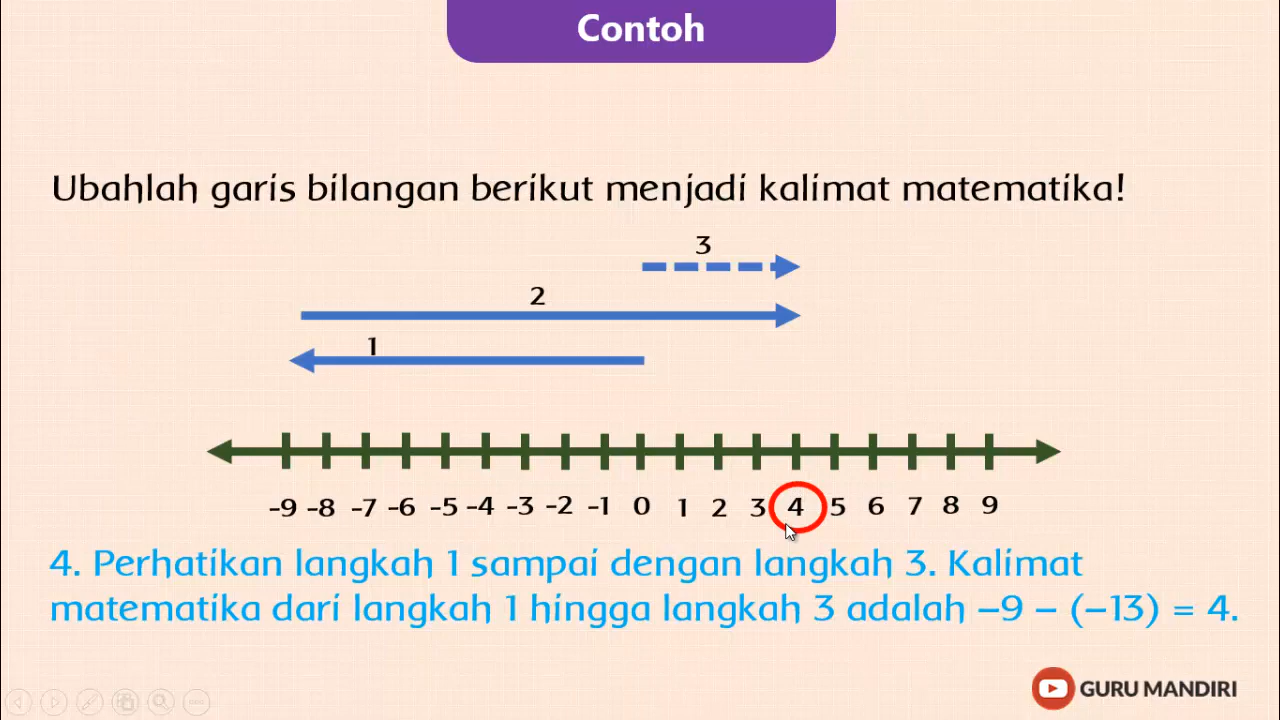 Contoh
Ubahlah garis bilangan berikut menjadi kalimat matematika!
3
2
1
-9 -8 -7 -6 -5 -4 -3 -2 -1 0 1 2 3 4 5 6 7 8 9
4. Perhatikan langkah 1 sampai dengan langkah 3. Kalimat
matematika dari langkah 1 hingga langkah 3 adalah –9 – (–13) = 4.
GURU MANDIRI